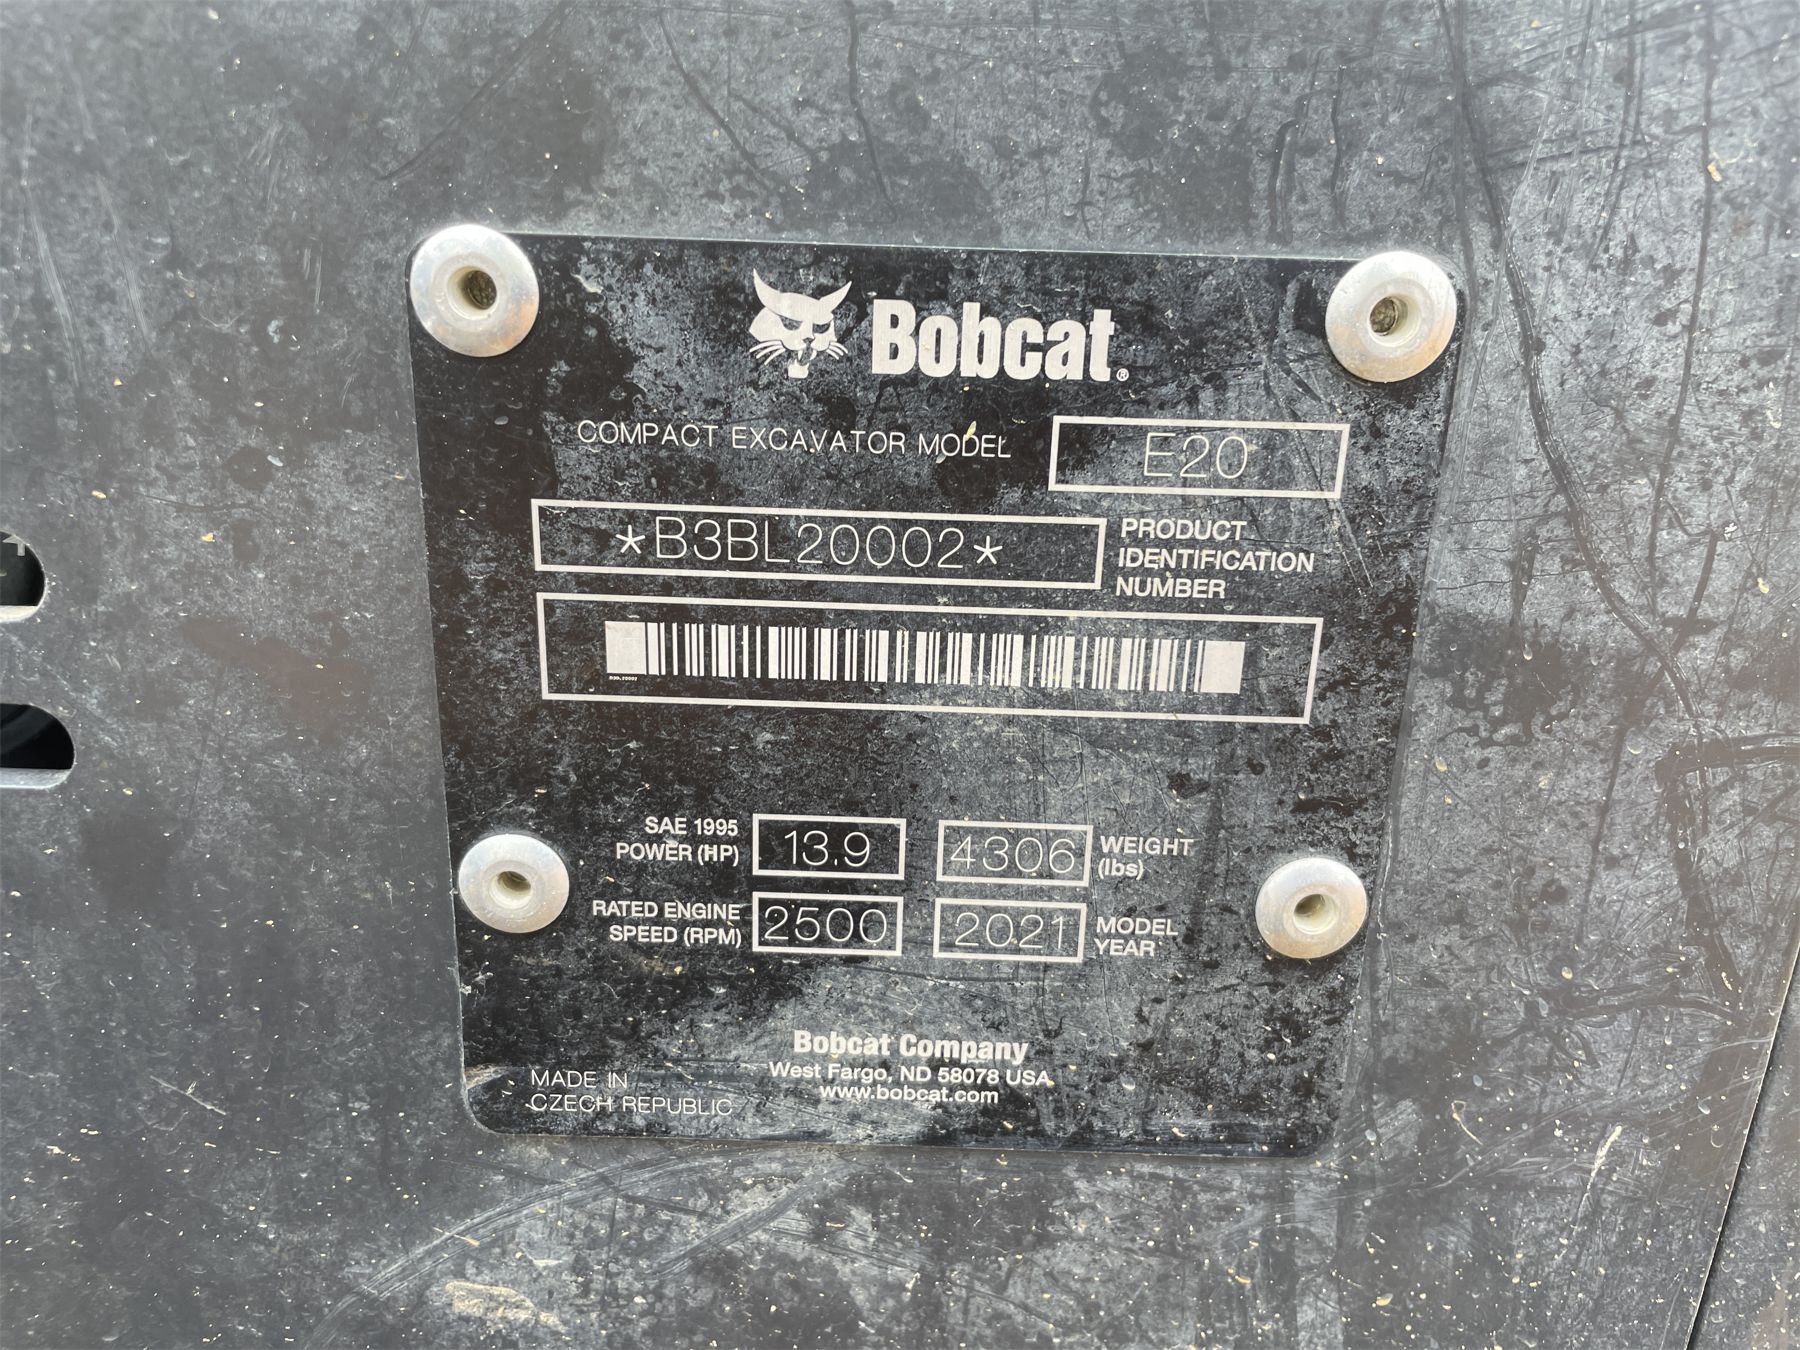 Bobcat®
COMPACT EXCAVATOR MODEL E20
*B3BL20002*
PRODUCT
IDENTIFICATION
NUMBER
SAE 1995
POWER (HP) 13.9
4306 WEIGHT
(lbs)
RATED ENGINE
SPEED (RPM) 2500
2021 MODEL
YEAR
Bobcat Company
West Fargo, ND 58078 USA
www.bobcat.com
MADE IN
CZECH REPUBLIC